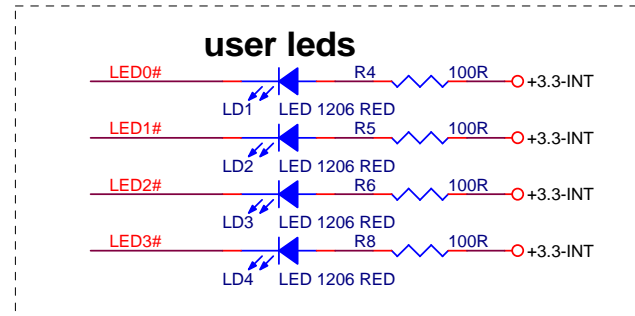 user leds
LED0# R4 100R +3.3-INT
LD1 LED 1206 RED
LED1# R5 100R +3.3-INT
LD2 LED 1206 RED
LED2# R6 100R +3.3-INT
LD3 LED 1206 RED
LED3# R8 100R +3.3-INT
LD4 LED 1206 RED